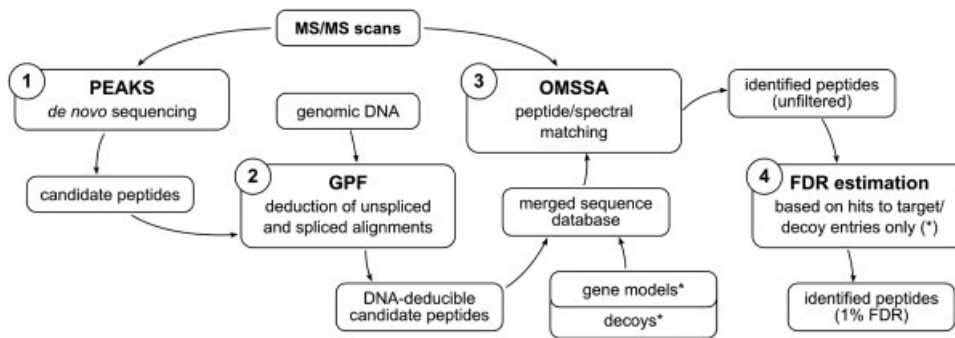 MS/MS scans
1
PEAKS
de novo sequencing
candidate peptides
genomic DNA
2
GPF
deduction of unspliced
and spliced alignments
DNA-deducible
candidate peptides
3
OMSSA
peptide/spectral
matching
merged sequence
database
gene models*
decoys*
identified peptides
(unfiltered)
4
FDR estimation
based on hits to target/
decoy entries only (*)
identified peptides
(1% FDR)